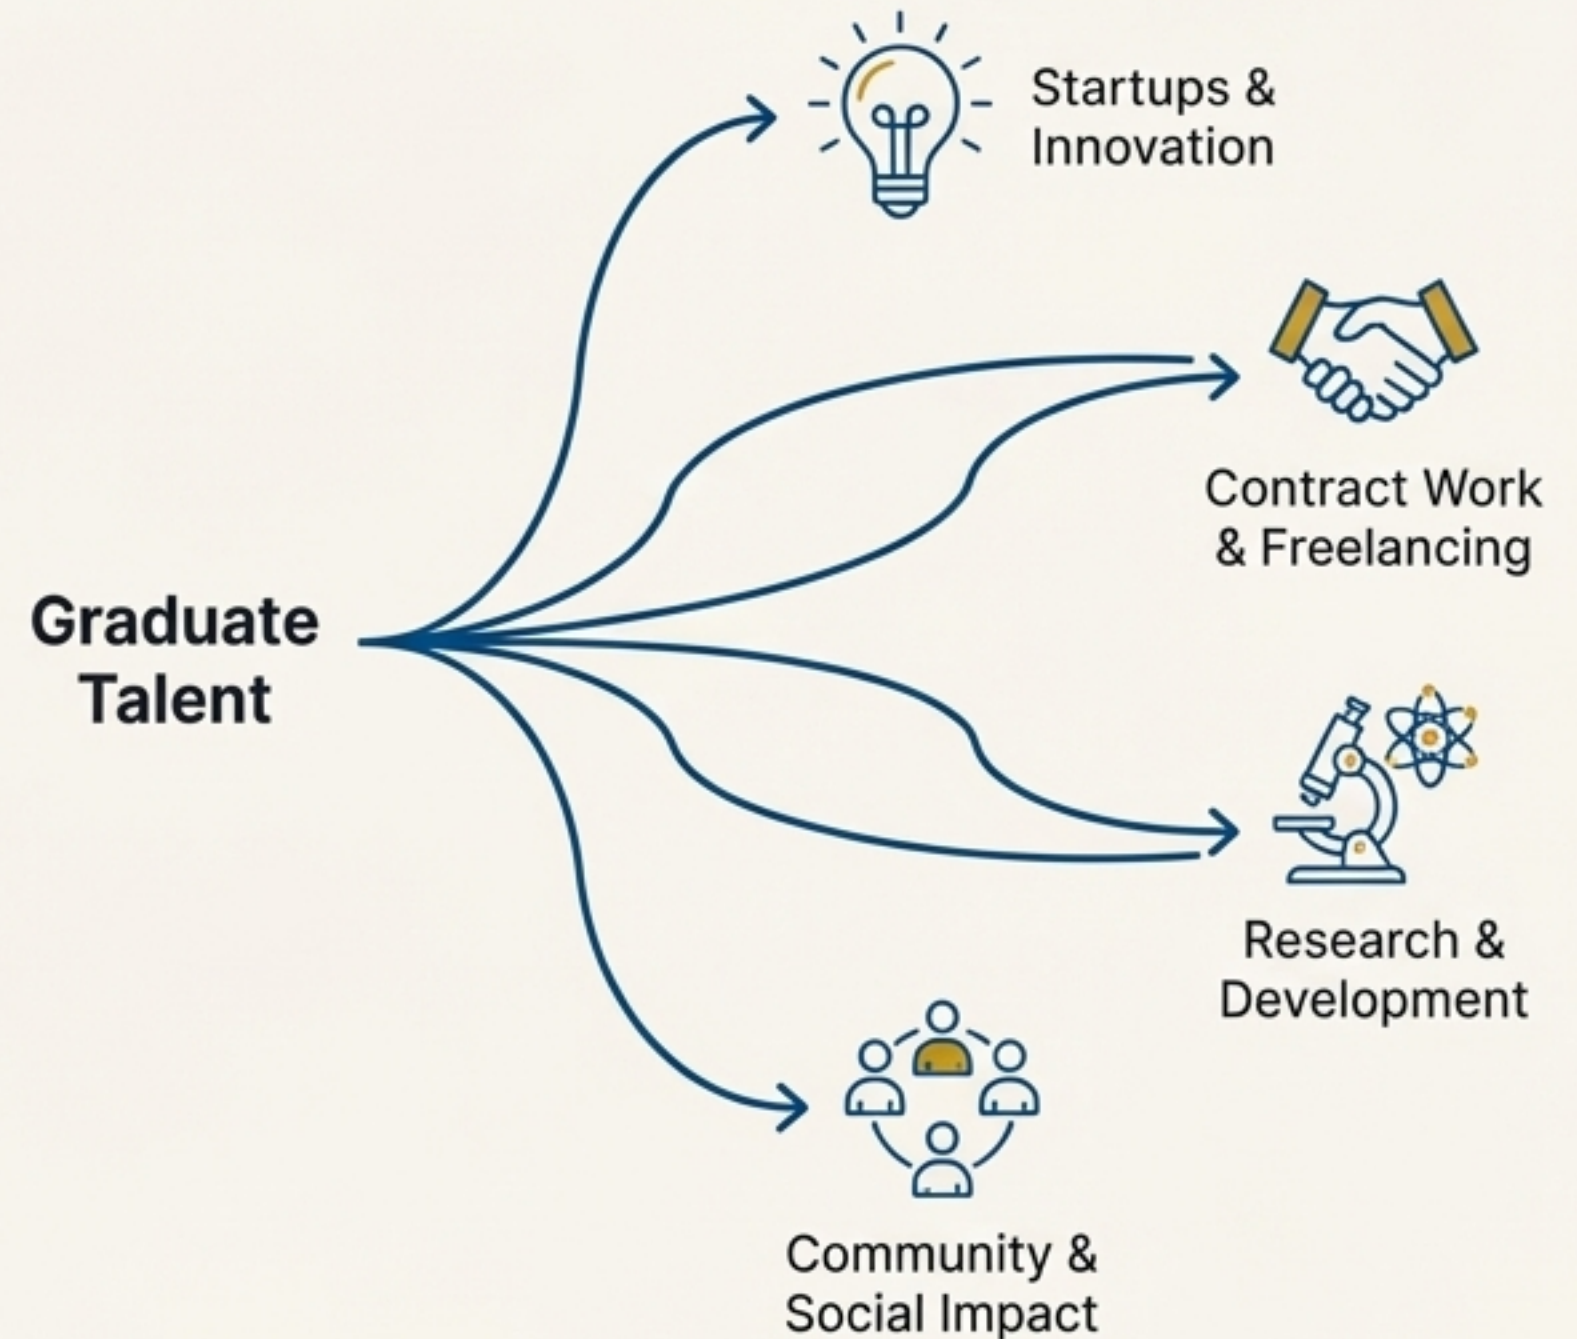 Startups &
Innovation
Contract Work
& Freelancing
Graduate
Talent
Research &
Development
Community &
Social Impact